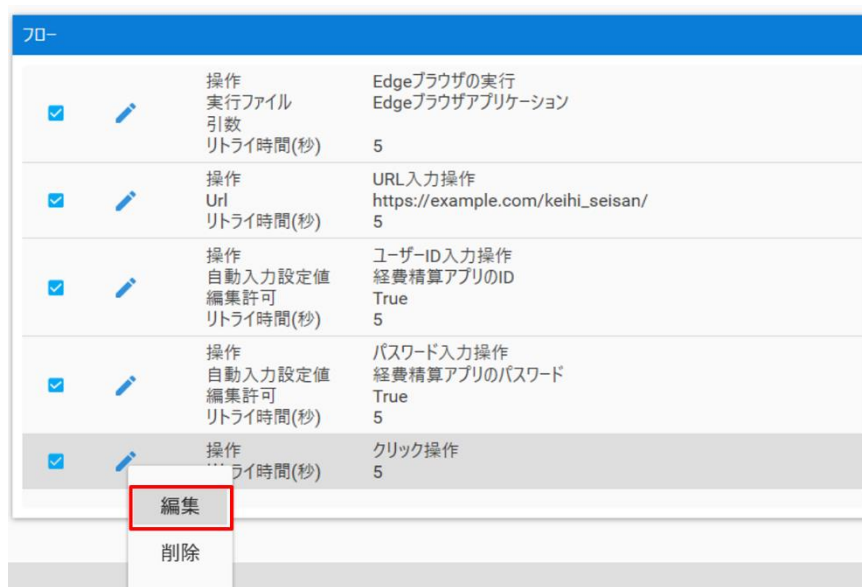 フロー
操作 Edgeブラウザの実行
実行ファイル Edgeブラウザアプリケーション
引数
リトライ時間(秒) 5
操作 URL入力操作
Url https://example.com/keihi_seisan/
リトライ時間(秒) 5
操作 ユーザーID入力操作
自動入力設定値 経費精算アプリのID
編集許可 True
リトライ時間(秒) 5
操作 パスワード入力操作
自動入力設定値 経費精算アプリのパスワード
編集許可 True
リトライ時間(秒) 5
操作 クリック操作
リトライ時間(秒) 5
編集
削除